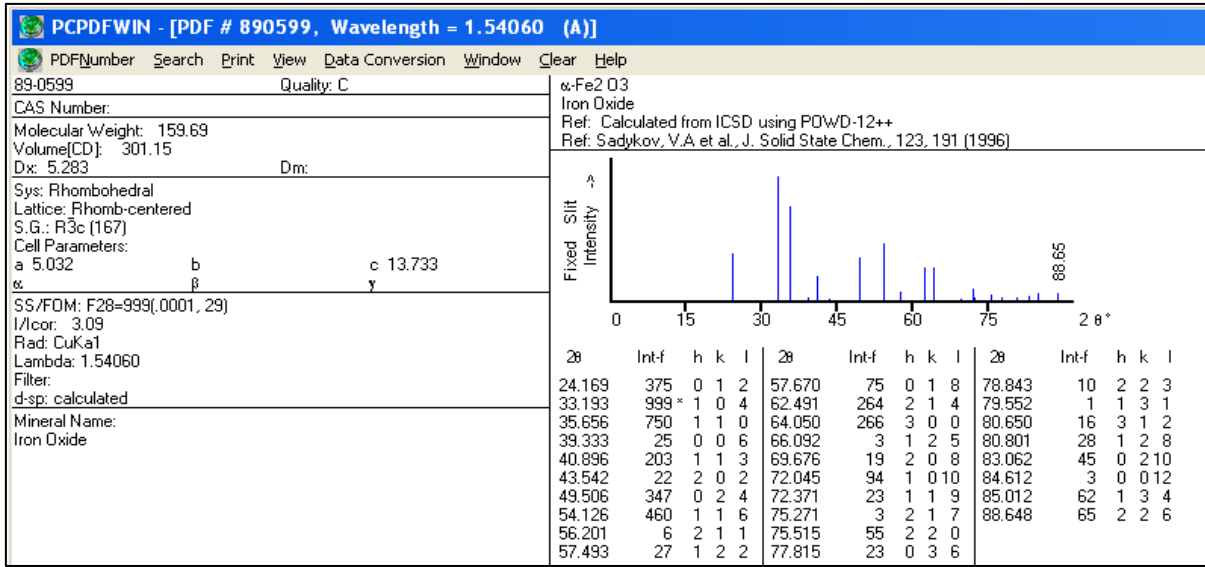 PCPDFWIN - [PDF # 890599, Wavelength = 1.54060 (A)]
PDFNumber Search Print View Data Conversion Window Clear Help
89-0599 Quality: C
CAS Number:
Molecular Weight: 159.69
Volume[CD]: 301.15
Dx: 5.283 Dm:
Sys: Rhombohedral
Lattice: Rhomb-centered
S.G.: R3̄c (167)
Cell Parameters:
a 5.032 b c 13.733
α β γ
SS/FOM: F28=999(.0001, 29)
I/Icor: 3.09
Rad: CuKa1
Lambda: 1.54060
Filter:
d-sp: calculated
Mineral Name:
Iron Oxide
α-Fe2 O3
Iron Oxide
Ref: Calculated from ICSD using POWD-12++
Ref: Sadykov, V.A et al., J. Solid State Chem., 123, 191 (1996)
Fixed Slit
Intensity ->
88.65
0 15 30 45 60 75 2 θ°
2θ Int-f h k l 2θ Int-f h k l 2θ Int-f h k l
24.169 375 0 1 2 57.670 75 0 1 8 78.843 10 2 2 3
33.193 999 * 1 0 4 62.491 264 2 1 4 79.552 1 1 3 1
35.656 750 1 1 0 64.050 266 3 0 0 80.650 16 3 1 2
39.333 25 0 0 6 66.092 3 1 2 5 80.801 28 1 2 8
40.896 203 1 1 3 69.676 19 2 0 8 83.062 45 0 2 10
43.542 22 2 0 2 72.045 94 1 0 10 84.612 3 0 0 12
49.506 347 0 2 4 72.371 23 1 1 9 85.012 62 1 3 4
54.126 460 1 1 6 75.271 3 2 1 7 88.648 65 2 2 6
56.201 6 2 1 1 75.515 55 2 2 0
57.493 27 1 2 2 77.815 23 0 3 6